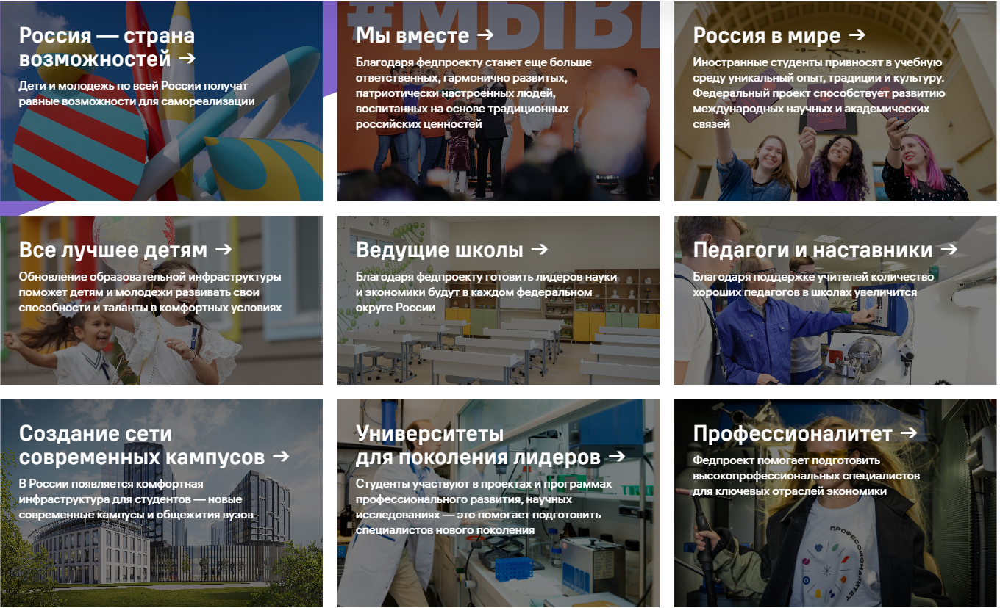 Россия — страна
возможностей →
Дети и молодежь по всей России получат
равные возможности для самореализации
#МЫВМ
Мы вместе →
Благодаря федпроекту станет еще больше
ответственных, гармонично развитых,
патриотически настроенных людей,
воспитанных на основе традиционных
российских ценностей
Россия в мире →
Иностранные студенты привносят в учебную
среду уникальный опыт, традиции и культуру.
Федеральный проект способствует развитию
международных научных и академических
связей
Все лучшее детям →
Обновление образовательной инфраструктуры
поможет детям и молодежи развивать свои
способности и таланты в комфортных условиях
Ведущие школы →
Благодаря федпроекту готовить лидеров науки
и экономики будут в каждом федеральном
округе России
Педагоги и наставники →
Благодаря поддержке учителей количество
хороших педагогов в школах увеличится
Создание сети
современных кампусов →
В России появляется комфортная
инфраструктура для студентов — новые
современные кампусы и общежития вузов
Университеты
для поколения лидеров →
Студенты участвуют в проектах и программах
профессионального развития, научных
исследованиях — это помогает подготовить
специалистов нового поколения
Профессионалитет →
Федпроект помогает подготовить
высокопрофессиональных специалистов
для ключевых отраслей экономики
ПРОФЕССИОНАЛИТЕТ